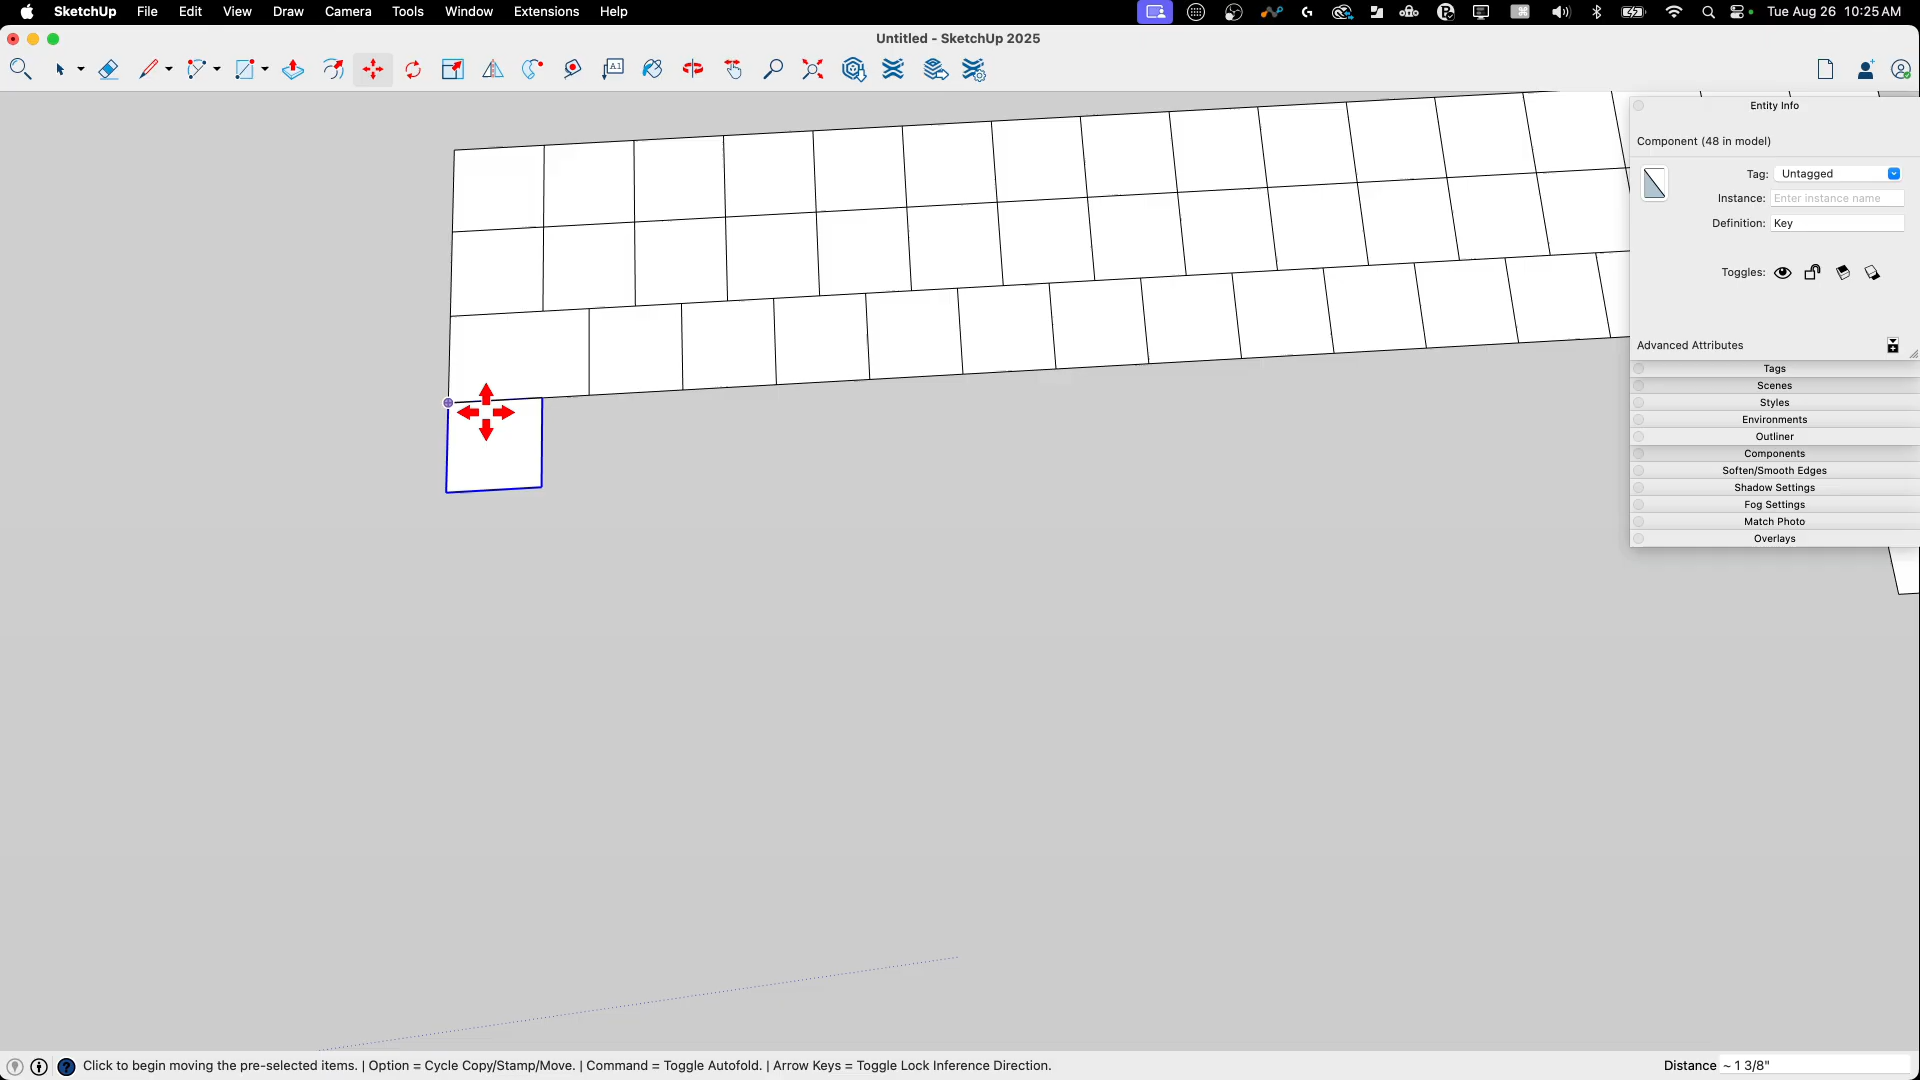 SketchUp File Edit View Draw Camera Tools Window Extensions Help Tue Aug 26 10:25 AM
Untitled - SketchUp 2025
A1
Entity Info
Component (48 in model)
Tag: Untagged
Instance: Enter instance name
Definition: Key
Toggles:
Advanced Attributes
Tags
Scenes
Styles
Environments
Outliner
Components
Soften/Smooth Edges
Shadow Settings
Fog Settings
Match Photo
Overlays
Click to begin moving the pre-selected items. | Option = Cycle Copy/Stamp/Move. | Command = Toggle Autofold. | Arrow Keys = Toggle Lock Inference Direction. Distance ~ 1 3/8"